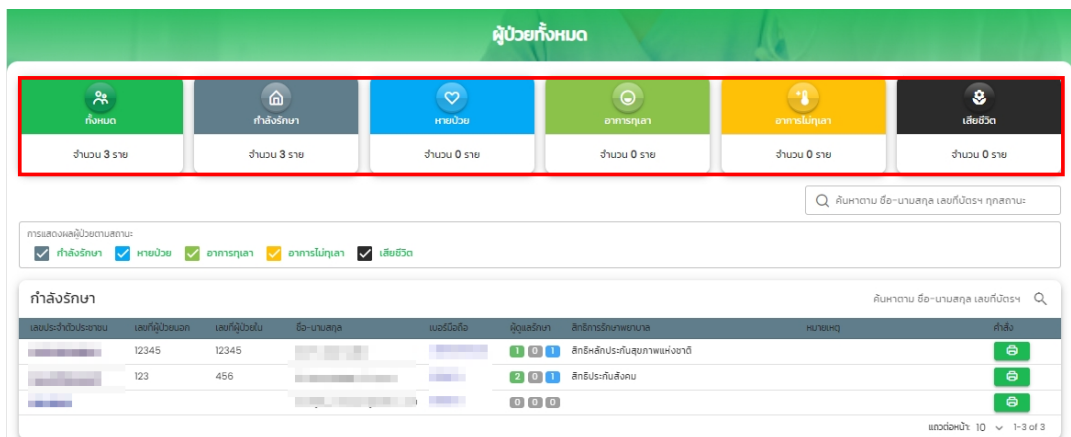 ผู้ป่วยทั้งหมด
ทั้งหมด กำลังรักษา หายป่วย อาการทุเลา อาการไม่ทุเลา เสียชีวิต
จำนวน 3 ราย จำนวน 3 ราย จำนวน 0 ราย จำนวน 0 ราย จำนวน 0 ราย จำนวน 0 ราย
ค้นหาตาม ชื่อ-นามสกุล เลขที่บัตรฯ ทุกสถานะ
การแสดงผลผู้ป่วยตามสถานะ
กำลังรักษา หายป่วย อาการทุเลา อาการไม่ทุเลา เสียชีวิต
กำลังรักษา ค้นหาตาม ชื่อ-นามสกุล เลขที่บัตรฯ
เลขประจำตัวประชาชน เลขที่ผู้ป่วยนอก เลขที่ผู้ป่วยใน ชื่อ-นามสกุล เบอร์มือถือ ผู้ดูแลรักษา สิทธิการรักษาพยาบาล หมายเหตุ คำสั่ง
12345 12345 1 0 1 สิทธิหลักประกันสุขภาพแห่งชาติ
123 456 2 0 1 สิทธิประกันสังคม
0 0 0
แถวต่อหน้า: 10 1-3 of 3